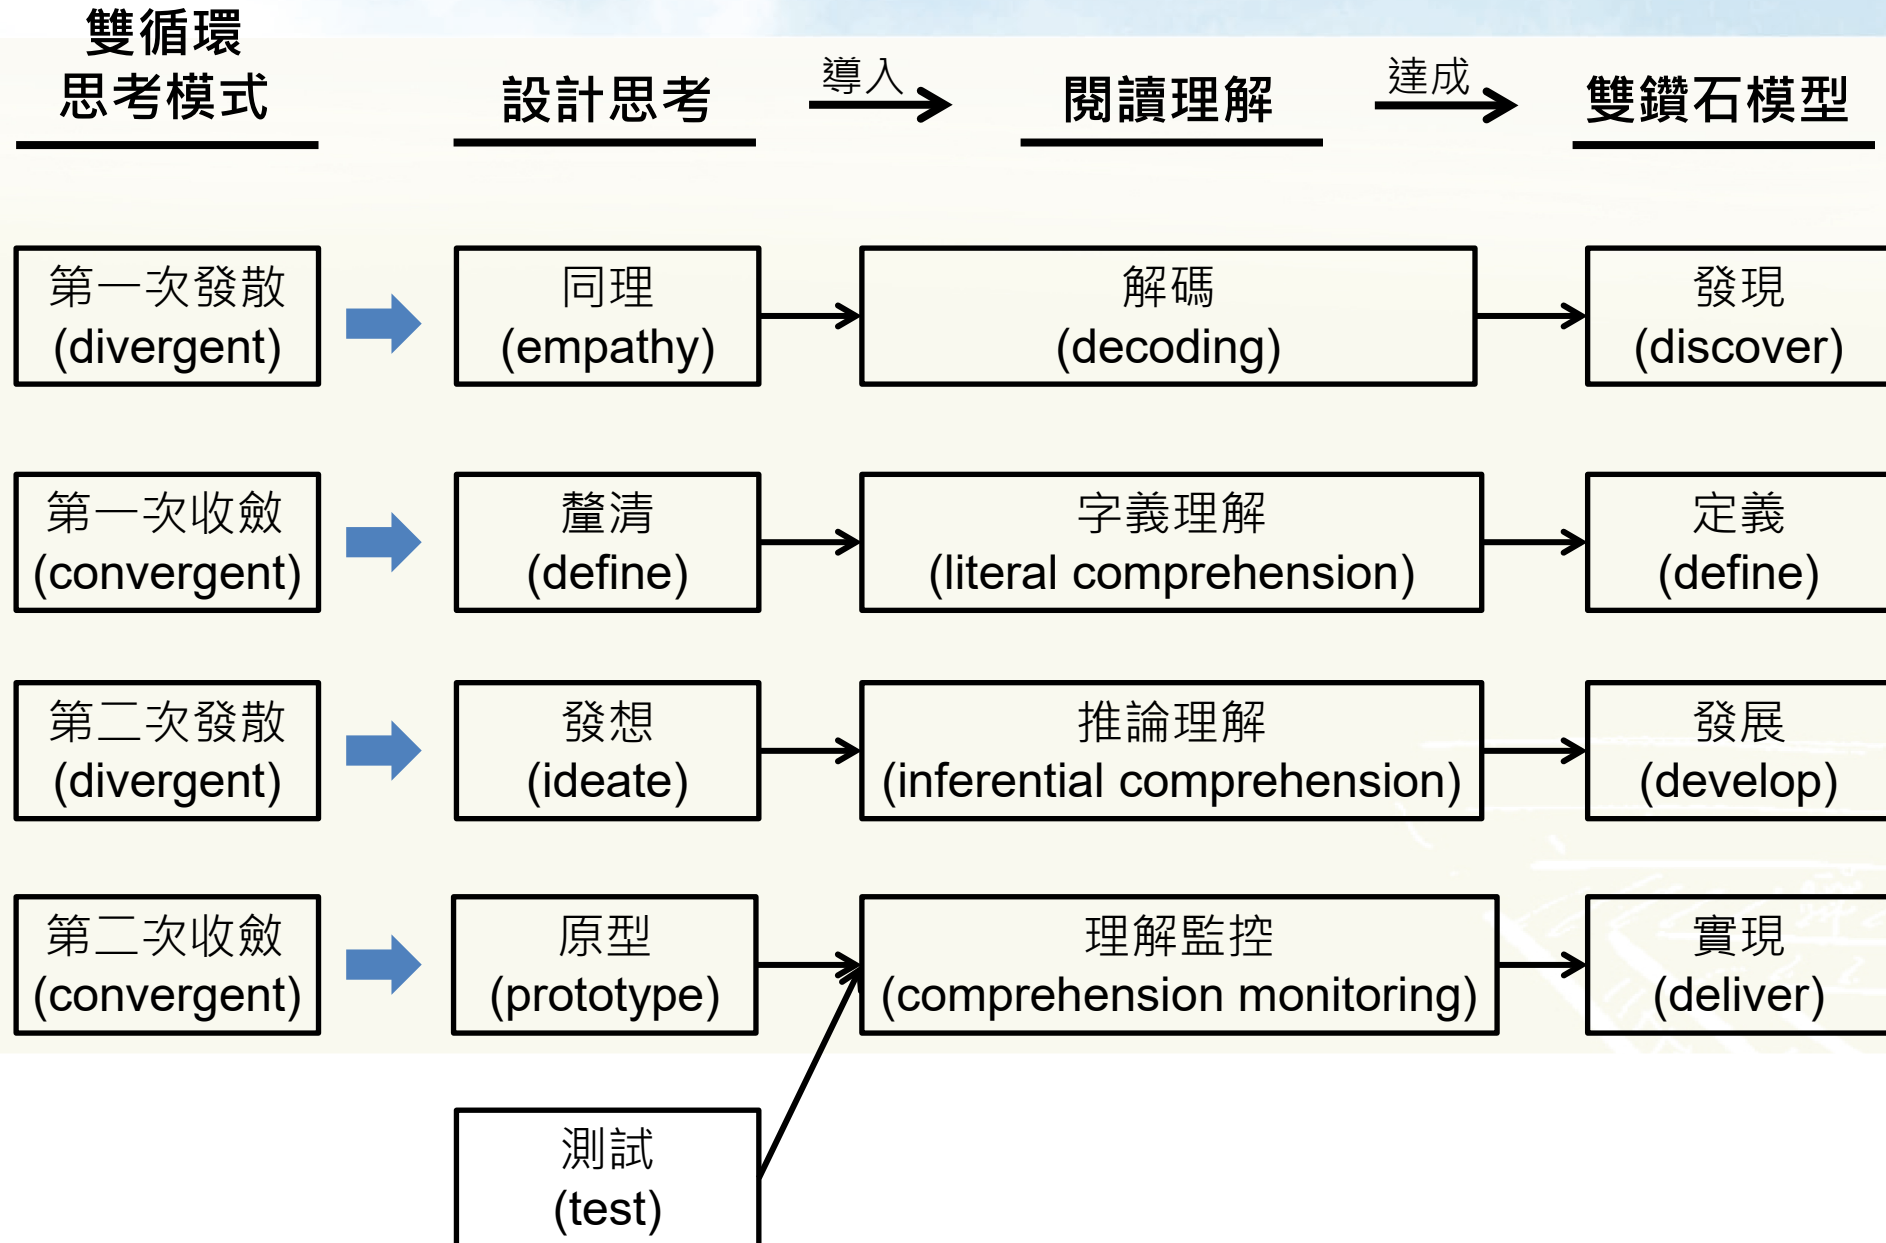 雙循環
思考模式
設計思考
導入
閱讀理解
達成
雙鑽石模型
第一次發散
(divergent)
同理
(empathy)
解碼
(decoding)
發現
(discover)
第一次收斂
(convergent)
釐清
(define)
字義理解
(literal comprehension)
定義
(define)
第二次發散
(divergent)
發想
(ideate)
推論理解
(inferential comprehension)
發展
(develop)
第二次收斂
(convergent)
原型
(prototype)
理解監控
(comprehension monitoring)
實現
(deliver)
測試
(test)